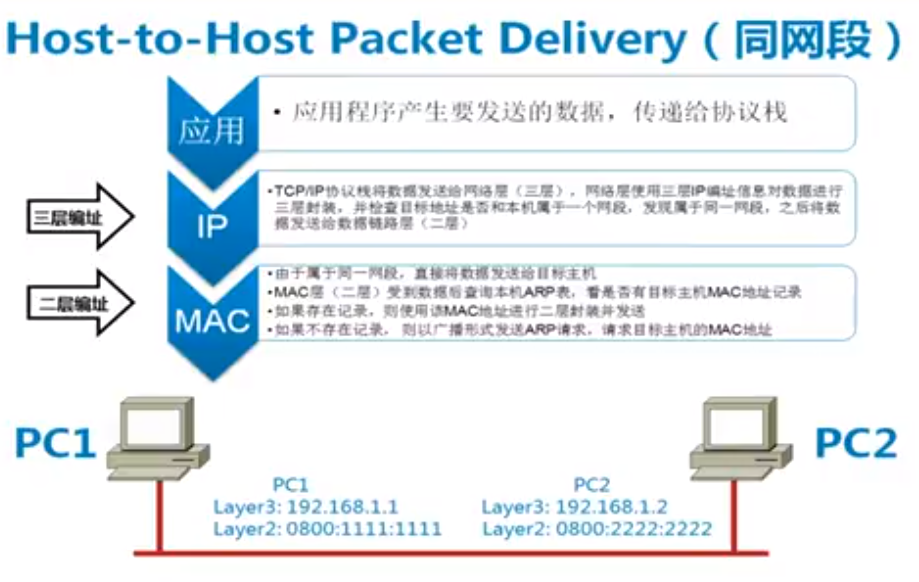 Host-to-Host Packet Delivery（同网段）
应用
•应用程序产生要发送的数据，传递给协议栈
三层编址
IP
•TCP/IP协议栈将数据发送给网络层（三层），网络层使用三层IP编址信息对数据进行
三层封装，并检查目标地址是否和本机属于一个网段，发现属于同一网段，之后将数
据发送给数据链路层（二层）
二层编址
MAC
•由于属于同一网段，直接将数据发送给目标主机
•MAC层（二层）受到数据后查询本机ARP表，看是否有目标主机MAC地址记录
•如果存在记录，则使用该MAC地址进行二层封装并发送
•如果不存在记录，则以广播形式发送ARP请求，请求目标主机的MAC地址
PC1
PC2
PC1
Layer3: 192.168.1.1
Layer2: 0800:1111:1111
PC2
Layer3: 192.168.1.2
Layer2: 0800:2222:2222